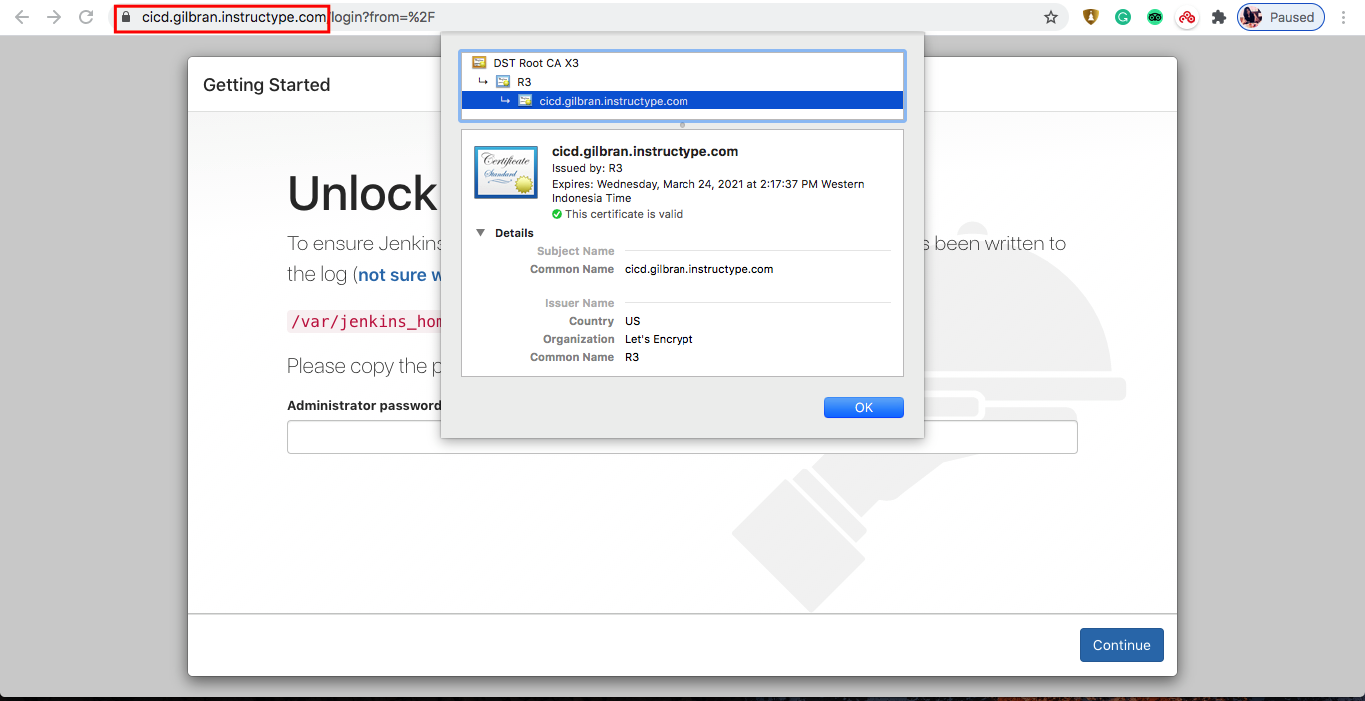 cicd.gilbran.instructype.com/login?from=%2F
Paused
DST Root CA X3
R3
cicd.gilbran.instructype.com
Getting Started
Certificate
Standard
cicd.gilbran.instructype.com
Issued by: R3
Expires: Wednesday, March 24, 2021 at 2:17:37 PM Western
Indonesia Time
This certificate is valid
Details
Subject Name
Common Name cicd.gilbran.instructype.com
Issuer Name
Country US
Organization Let's Encrypt
Common Name R3
OK
Unlock
To ensure Jenkins s been written to
the log (not sure w
/var/jenkins_hom
Please copy the p
Administrator password
Continue